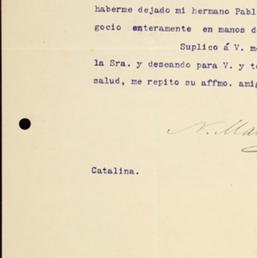 haberme dejado mi hermano Pabl
gocio enteramente en manos d
Suplico á V. m
la Sra. y deseando para V. y t
salud, me repito su affmo. amig
N. Ma
Catalina.